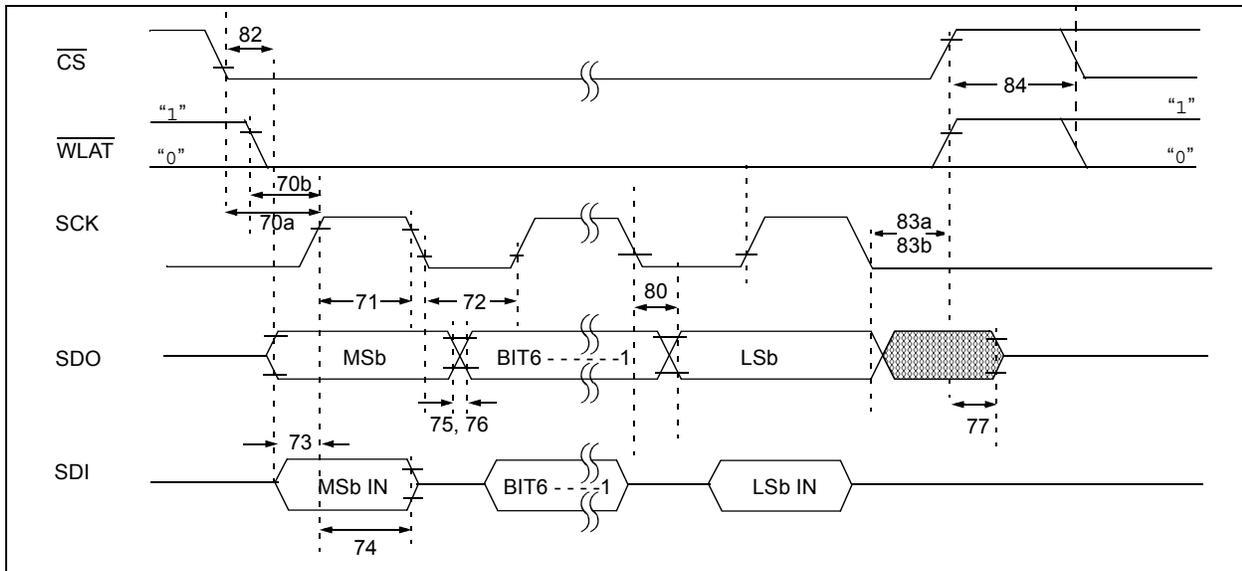 82
CS
84
“1” “1”
WLAT “0” “0”
70b
70a
SCK 83a
83b
71 72 80
SDO MSb BIT6 - - - - - -1 LSb
75, 76 77
73
SDI MSb IN BIT6 - - - - -1 LSb IN
74